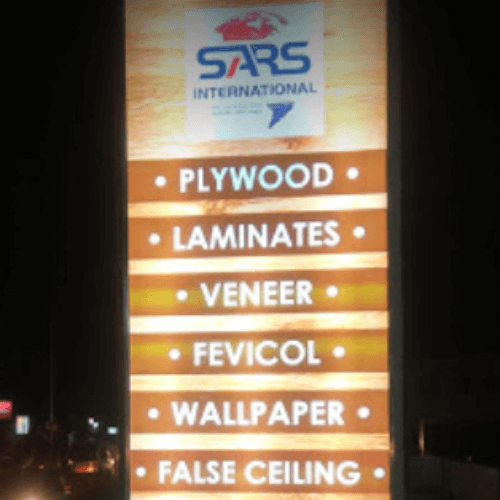 SARS
INTERNATIONAL
• PLYWOOD •
• LAMINATES •
• VENEER •
• FEVICOL •
• WALLPAPER •
• FALSE CEILING •